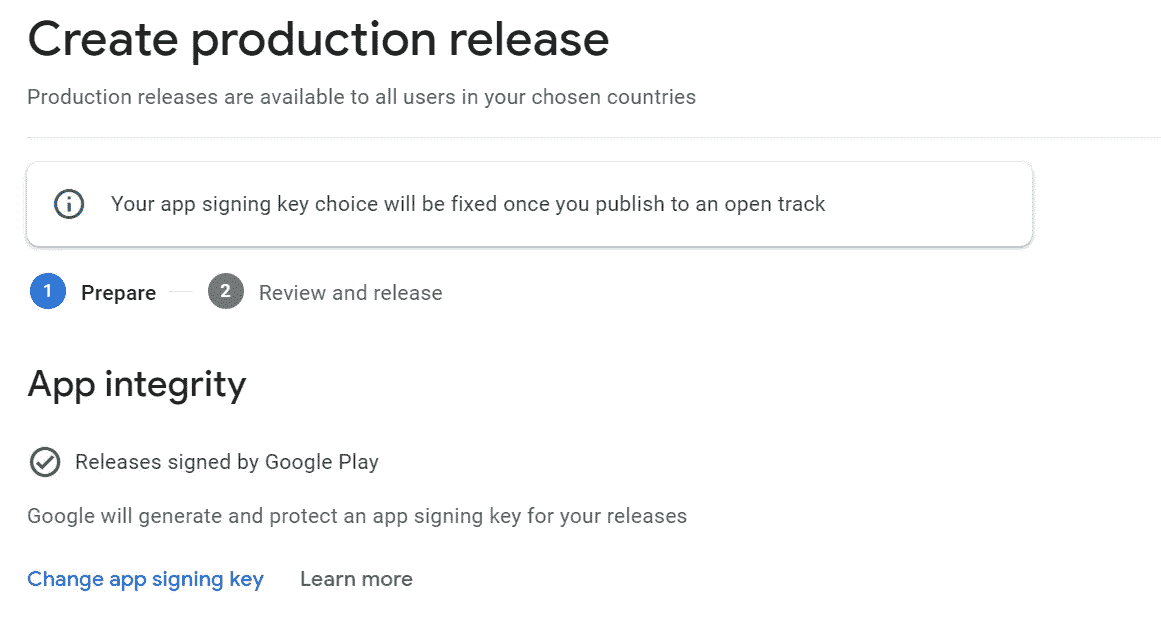 Create production release
Production releases are available to all users in your chosen countries
Your app signing key choice will be fixed once you publish to an open track
1 Prepare 2 Review and release
App integrity
Releases signed by Google Play
Google will generate and protect an app signing key for your releases
Change app signing key Learn more